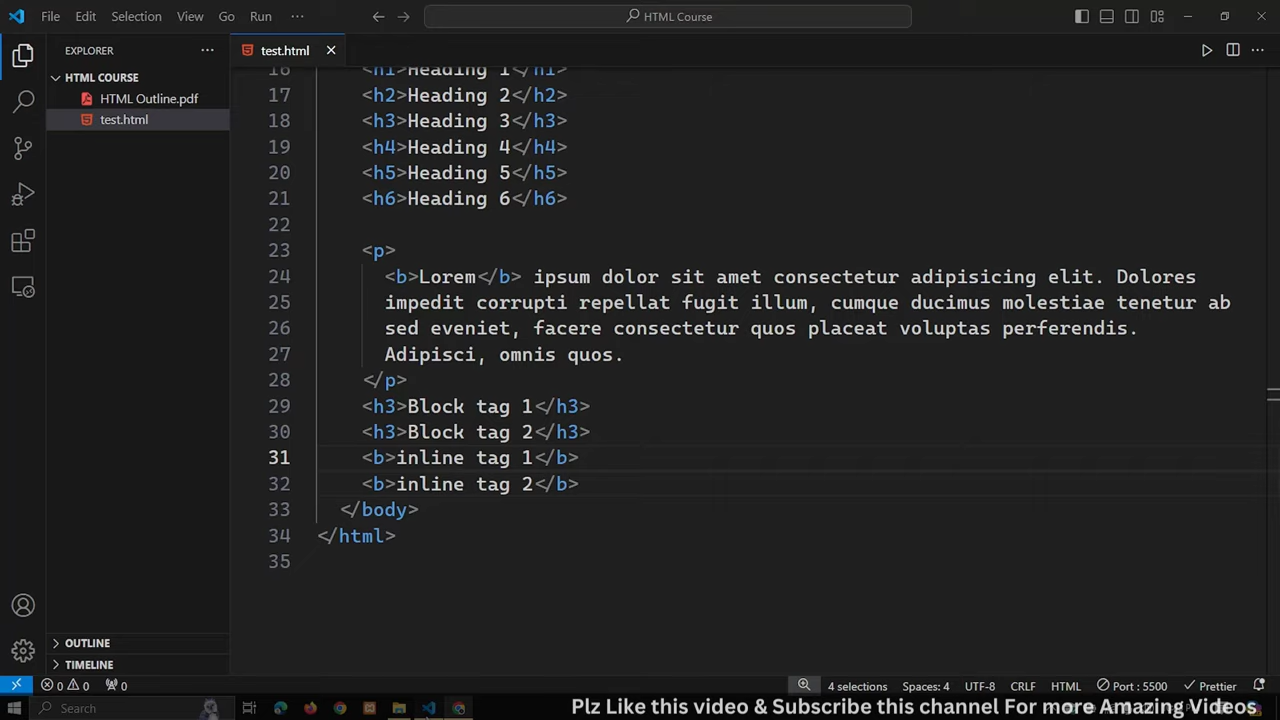 File Edit Selection View Go Run ··· HTML Course
EXPLORER ···
test.html
HTML COURSE
HTML Outline.pdf
test.html
16 <h1>Heading 1</h1>
17 <h2>Heading 2</h2>
18 <h3>Heading 3</h3>
19 <h4>Heading 4</h4>
20 <h5>Heading 5</h5>
21 <h6>Heading 6</h6>
22
23 <p>
24 <b>Lorem</b> ipsum dolor sit amet consectetur adipisicing elit. Dolores
25 impedit corrupti repellat fugit illum, cumque ducimus molestiae tenetur ab
26 sed eveniet, facere consectetur quos placeat voluptas perferendis.
27 Adipisci, omnis quos.
28 </p>
29 <h3>Block tag 1</h3>
30 <h3>Block tag 2</h3>
31 <b>inline tag 1</b>
32 <b>inline tag 2</b>
33 </body>
34 </html>
35
OUTLINE
TIMELINE
0 0 0 4 selections Spaces: 4 UTF-8 CRLF HTML Port : 5500 Prettier
Search
Plz Like this video & Subscribe this channel For more Amazing Videos